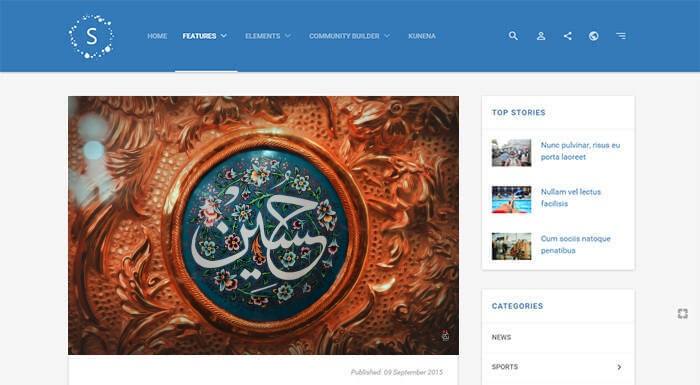 S
HOME
FEATURES
ELEMENTS
COMMUNITY BUILDER
KUNENA
حسین
Published: 09 September 2015
TOP STORIES
Nunc pulvinar, risus eu
porta laoreet
Nullam vel lectus
facilisis
Cum sociis natoque
penatibus
CATEGORIES
NEWS
SPORTS